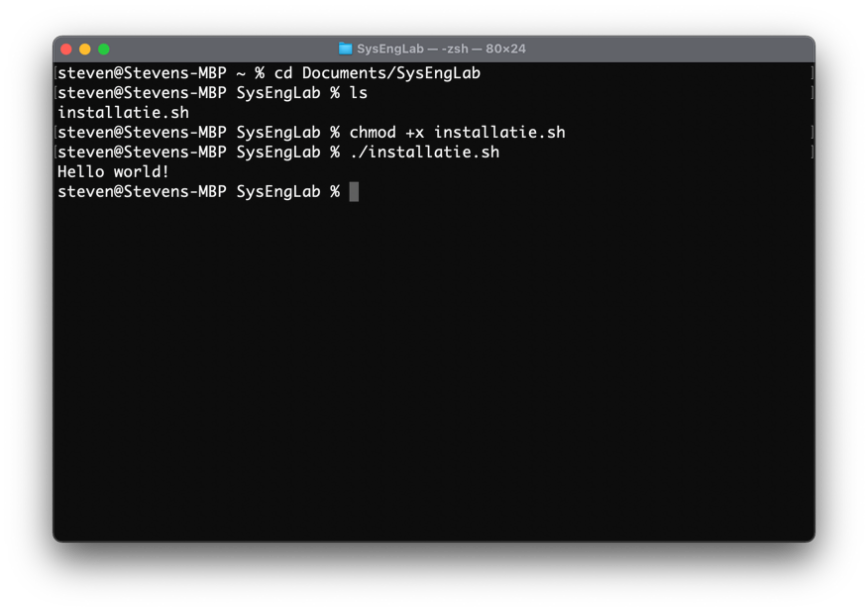 SysEngLab — -zsh — 80×24
[steven@Stevens-MBP ~ % cd Documents/SysEngLab ]
[steven@Stevens-MBP SysEngLab % ls ]
installatie.sh
[steven@Stevens-MBP SysEngLab % chmod +x installatie.sh ]
[steven@Stevens-MBP SysEngLab % ./installatie.sh ]
Hello world!
steven@Stevens-MBP SysEngLab %